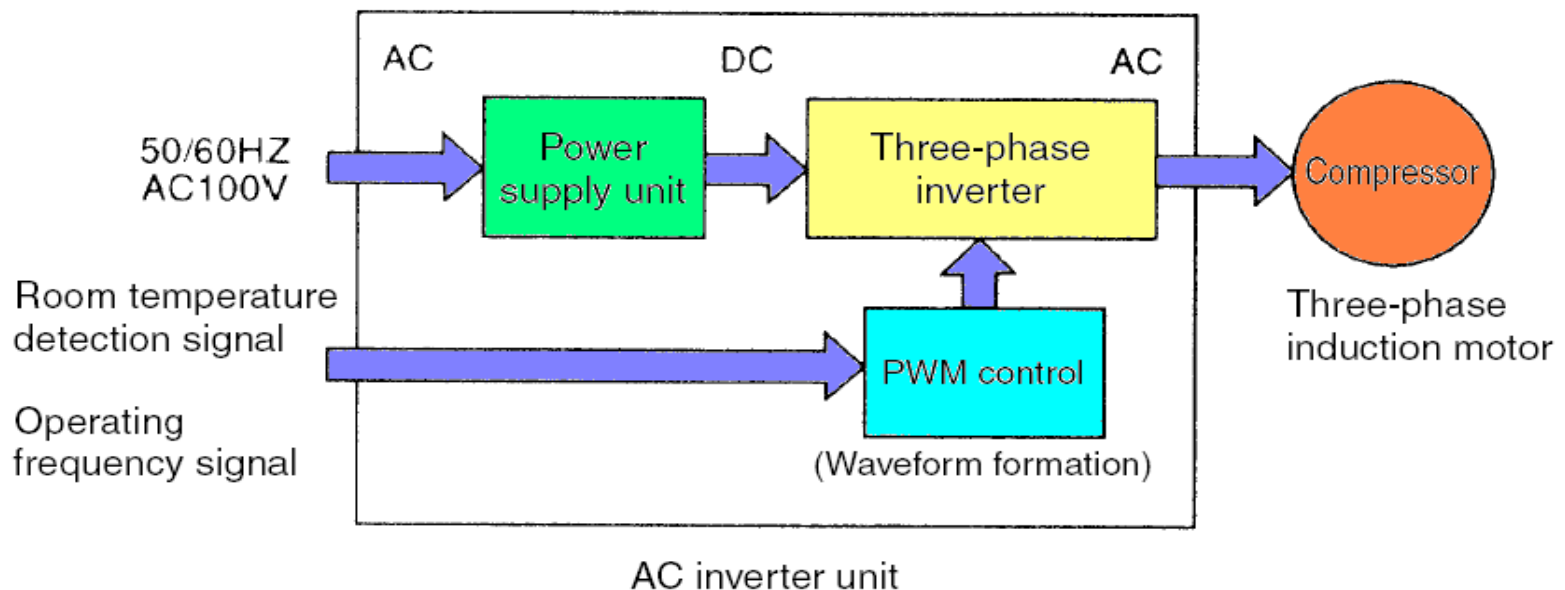 AC
DC
AC
50/60HZ
AC100V
Power
supply unit
Three-phase
inverter
Compressor
Room temperature
detection signal
Three-phase
induction motor
PWM control
Operating
frequency signal
(Waveform formation)
AC inverter unit